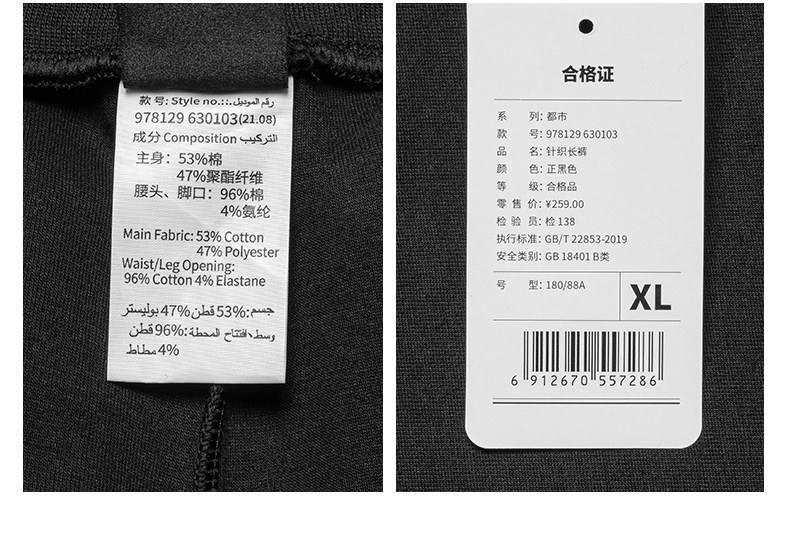 款 号: Style no.::. رقم الموديل
978129 630103(21.08)
成分 Composition التركيب
主身: 53%棉
47%聚酯纤维
腰头、脚口: 96%棉
4%氨纶
Main Fabric: 53% Cotton
47% Polyester
Waist/Leg Opening:
96% Cotton 4% Elastane
جسم: 53% قطن 47% بوليستر
وسط، افتتاح المحطة: 96% قطن
4% مطاط
合格证
系 列: 都市
款 号: 978129 630103
品 名: 针织长裤
颜 色: 正黑色
等 级: 合格品
零 售 价: ¥259.00
检 验 员: 检 138
执行标准: GB/T 22853-2019
安全类别: GB 18401 B类
号 型: 180/88A
XL
6 912670 557286